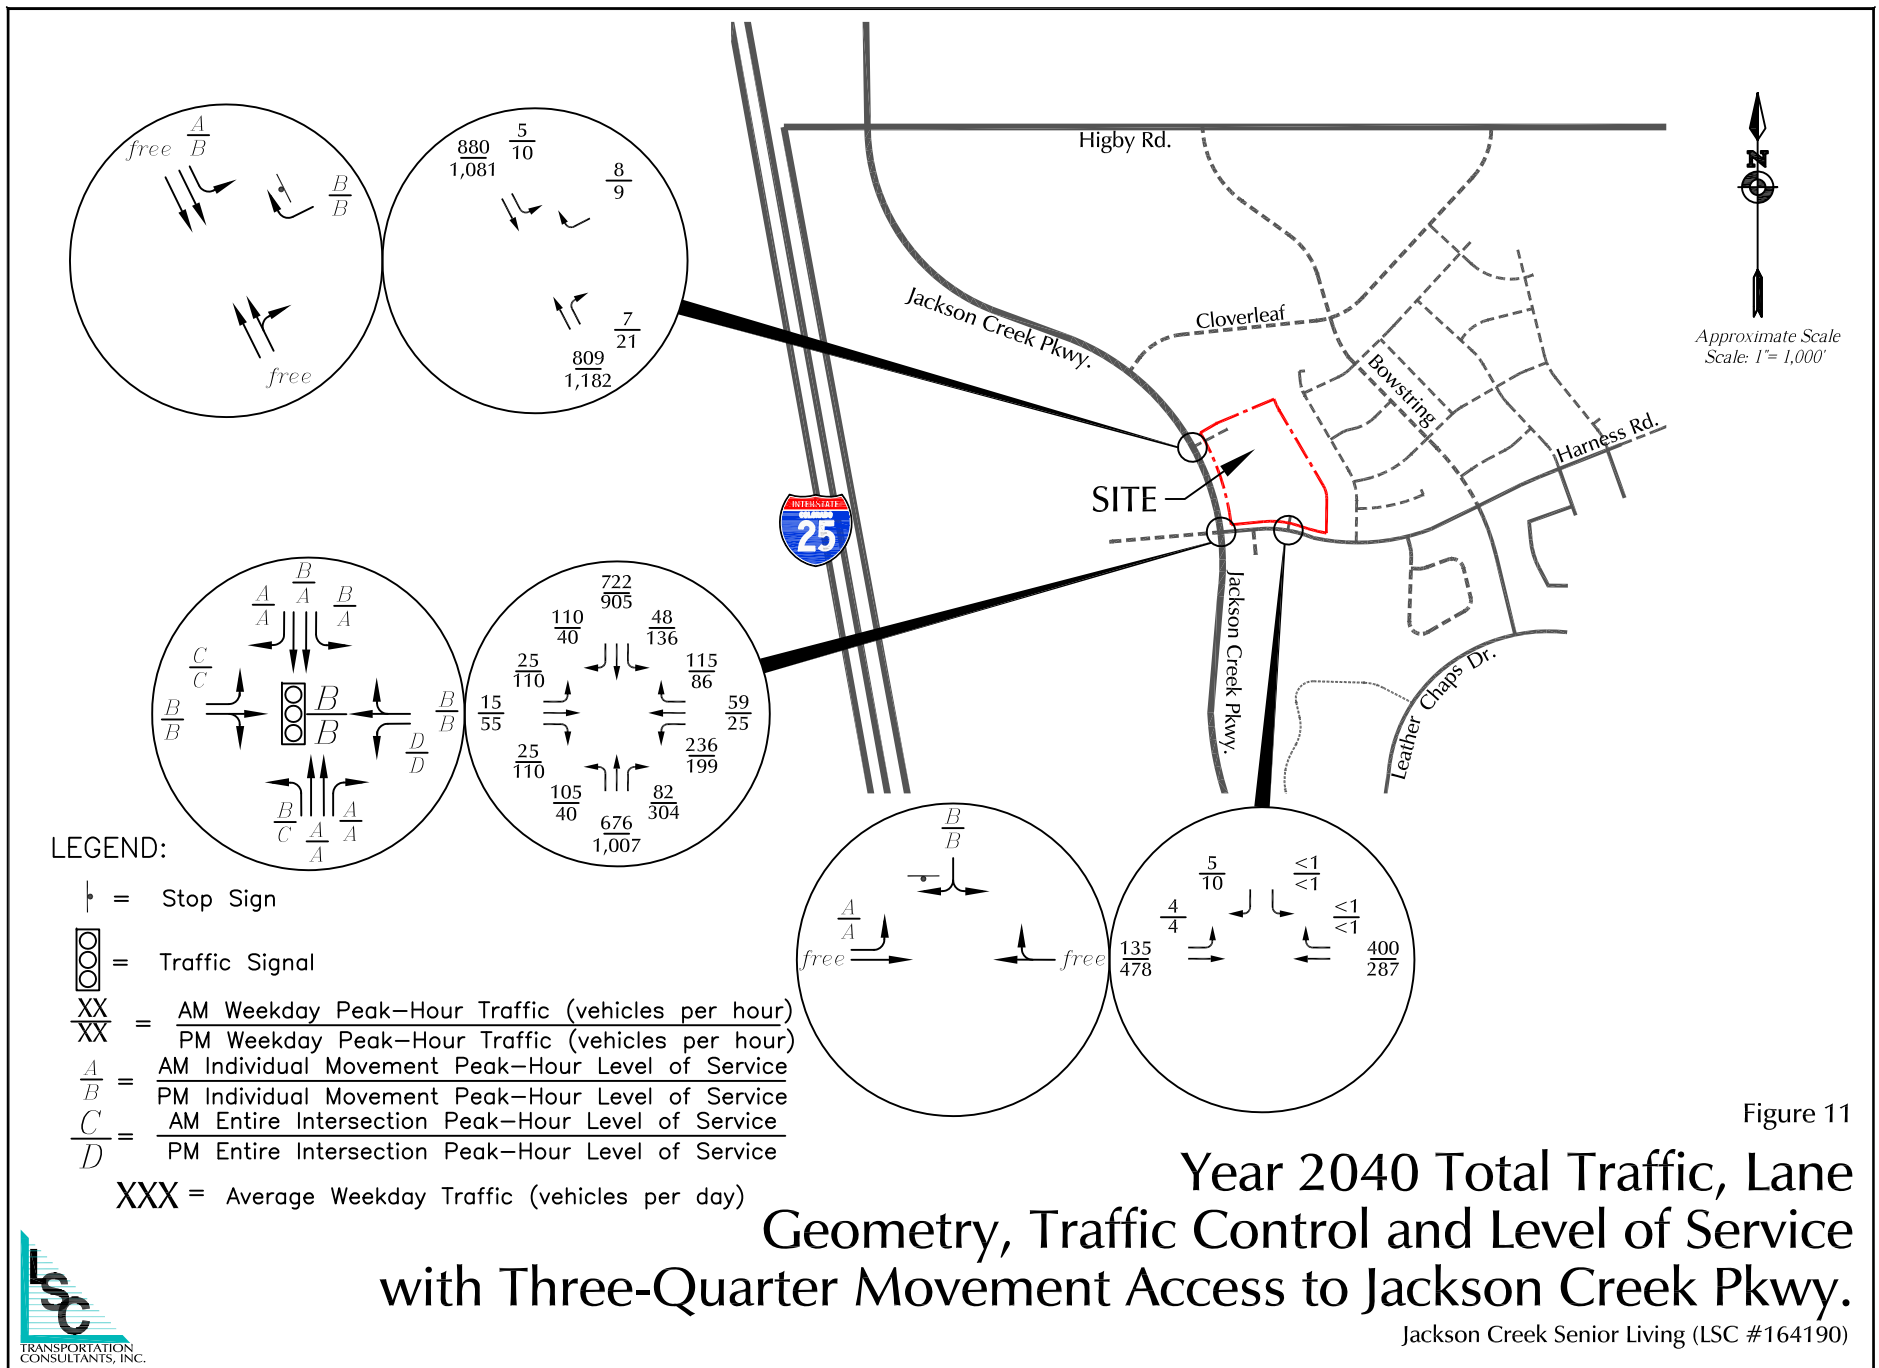 free
A
B
B
B
free
880
1,081
5
10
8
9
7
21
809
1,182
Higby Rd.
N
Approximate Scale
Scale: 1"= 1,000'
Jackson Creek Pkwy.
Cloverleaf
Bowstring
Harness Rd.
SITE
INTERSTATE
COLORADO
25
Jackson Creek Pkwy.
Leather Chaps Dr.
A
A
B
A
B
A
C
C
B
B
B
B
B
B
D
D
B
C
A
A
A
A
722
905
110
40
48
136
25
110
115
86
15
55
59
25
25
110
236
199
105
40
82
304
676
1,007
B
B
A
A
free
free
5
10
<1
<1
4
4
<1
<1
135
478
400
287
LEGEND:
= Stop Sign
= Traffic Signal
XX
XX
= AM Weekday Peak-Hour Traffic (vehicles per hour)
PM Weekday Peak-Hour Traffic (vehicles per hour)
A
B
= AM Individual Movement Peak-Hour Level of Service
PM Individual Movement Peak-Hour Level of Service
C
D
= AM Entire Intersection Peak-Hour Level of Service
PM Entire Intersection Peak-Hour Level of Service
XXX = Average Weekday Traffic (vehicles per day)
Figure 11
Year 2040 Total Traffic, Lane
Geometry, Traffic Control and Level of Service
with Three-Quarter Movement Access to Jackson Creek Pkwy.
Jackson Creek Senior Living (LSC #164190)
LSC
TRANSPORTATION
CONSULTANTS, INC.